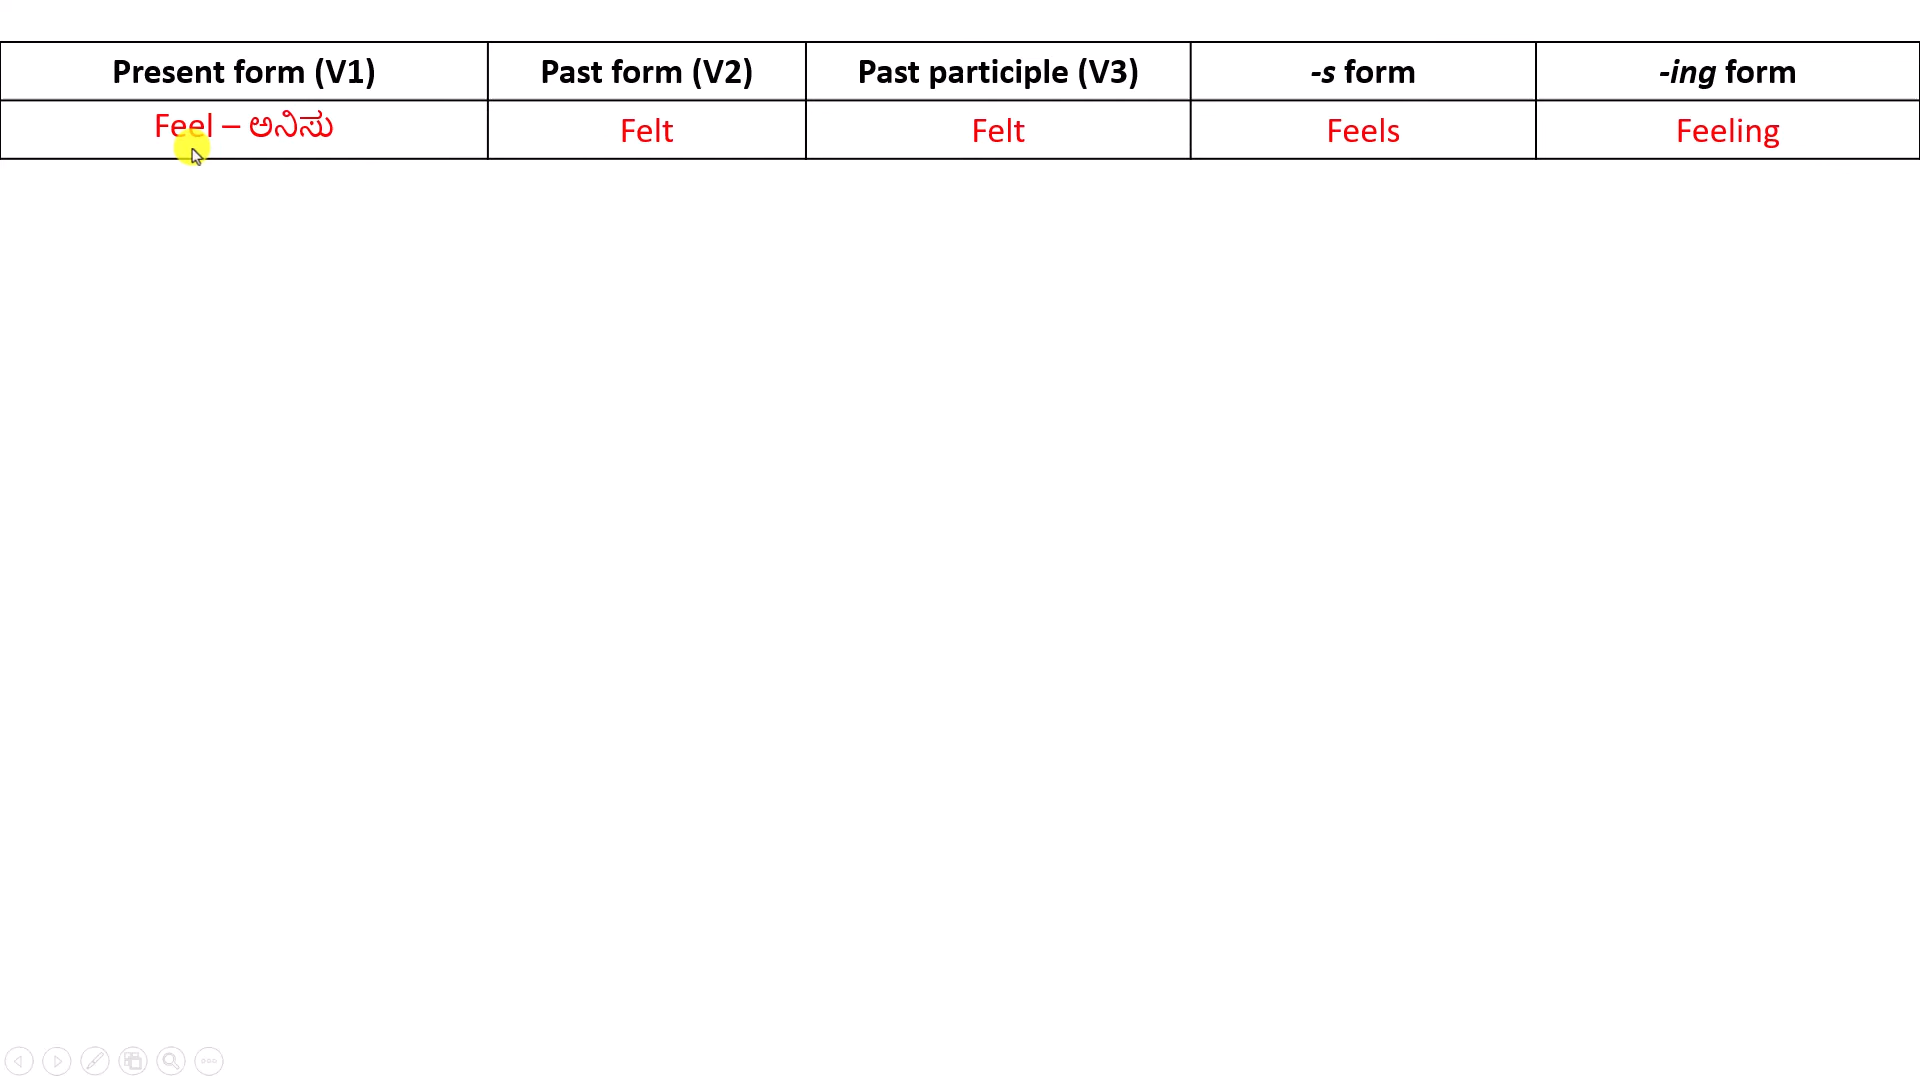 Present form (V1) Past form (V2) Past participle (V3) -s form -ing form
Feel – ಅನಿಸು Felt Felt Feels Feeling